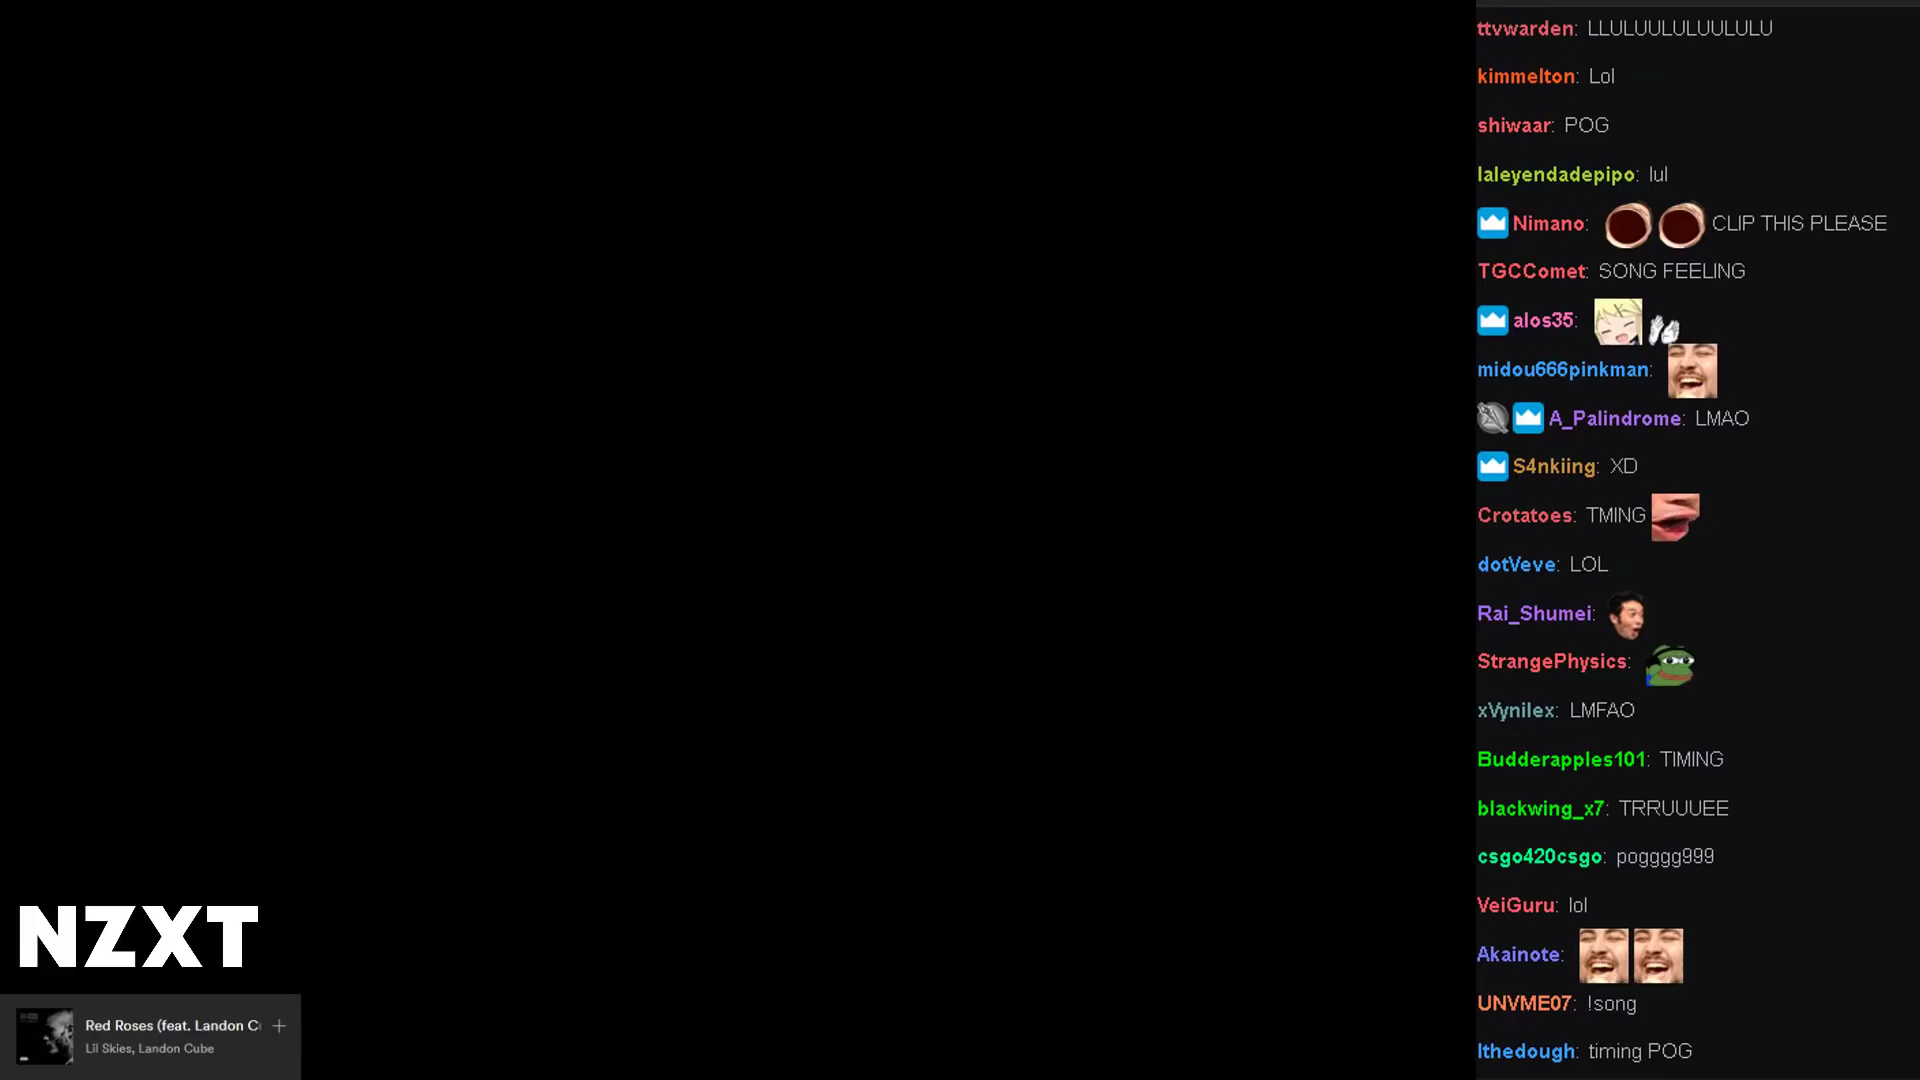 ttvwarden: LLULUULULUULULU
kimmelton: Lol
shiwaar: POG
laleyendadepipo: lul
Nimano: CLIP THIS PLEASE
TGCComet: SONG FEELING
alos35:
midou666pinkman:
A_Palindrome: LMAO
S4nkiing: XD
Crotatoes: TMING
dotVeve: LOL
Rai_Shumei:
StrangePhysics:
xVynilex: LMFAO
Budderapples101: TIMING
blackwing_x7: TRRUUUEE
csgo420csgo: pogggg999
VeiGuru: lol
Akainote:
UNVME07: !song
lthedough: timing POG
NZXT
Red Roses (feat. Landon C
Lil Skies, Landon Cube